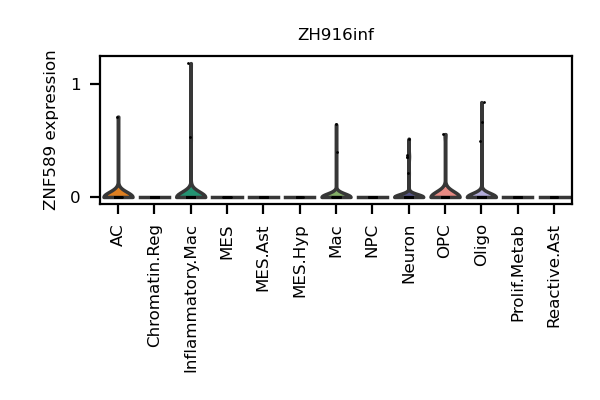 ZH916inf
ZNF589 expression
1
0
AC
Chromatin.Reg
Inflammatory.Mac
MES
MES.Ast
MES.Hyp
Mac
NPC
Neuron
OPC
Oligo
Prolif.Metab
Reactive.Ast